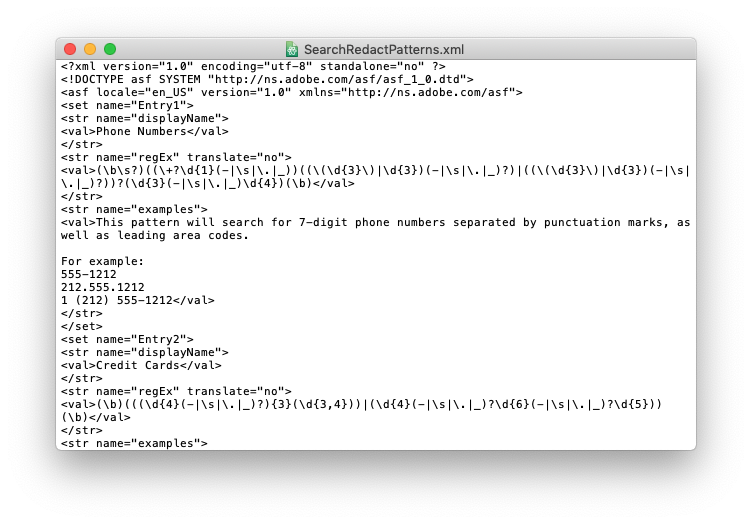 SearchRedactPatterns.xml
<?xml version="1.0" encoding="utf-8" standalone="no" ?>
<!DOCTYPE asf SYSTEM "http://ns.adobe.com/asf/asf_1_0.dtd">
<asf locale="en_US" version="1.0" xmlns="http://ns.adobe.com/asf">
<set name="Entry1">
<str name="displayName">
<val>Phone Numbers</val>
</str>
<str name="regEx" translate="no">
<val>(\b\s?)((\+?\d{1}(-|\s|\.|_))((\(\d{3}\)|\d{3})(-|\s|\.|_)?)|((\(\d{3}\)|\d{3})(-|\s|
\.|_)?))?(\d{3}(-|\s|\.|_)\d{4})(\b)</val>
</str>
<str name="examples">
<val>This pattern will search for 7-digit phone numbers separated by punctuation marks, as
well as leading area codes.

For example:
555-1212
212.555.1212
1 (212) 555-1212</val>
</str>
</set>
<set name="Entry2">
<str name="displayName">
<val>Credit Cards</val>
</str>
<str name="regEx" translate="no">
<val>(\b)(((\d{4}(-|\s|\.|_)?){3}(\d{3,4}))|(\d{4}(-|\s|\.|_)?\d{6}(-|\s|\.|_)?\d{5}))
(\b)</val>
</str>
<str name="examples">